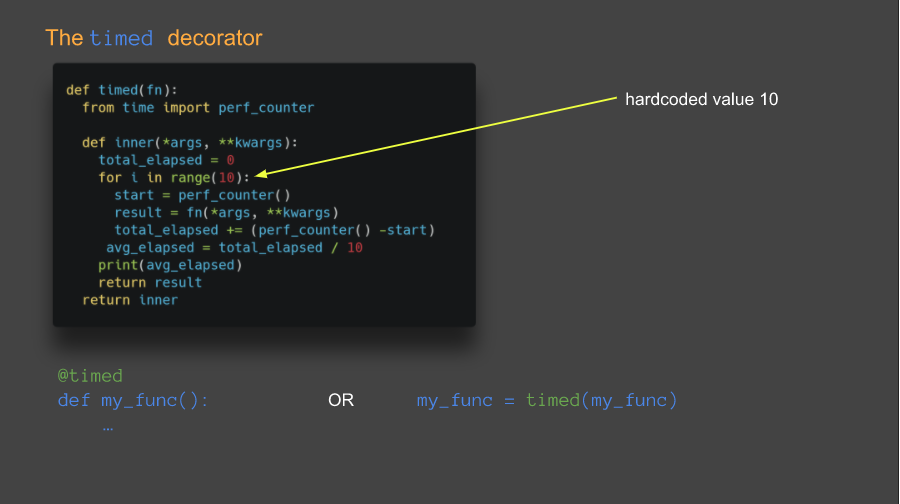 The timed decorator
def timed(fn):
  from time import perf_counter
  def inner(*args, **kwargs):
    total_elapsed = 0
    for i in range(10):
      start = perf_counter()
      result = fn(*args, **kwargs)
      total_elapsed += (perf_counter() -start)
     avg_elapsed = total_elapsed / 10
    print(avg_elapsed)
    return result
  return inner
hardcoded value 10
@timed
def my_func():
…
OR
my_func = timed(my_func)